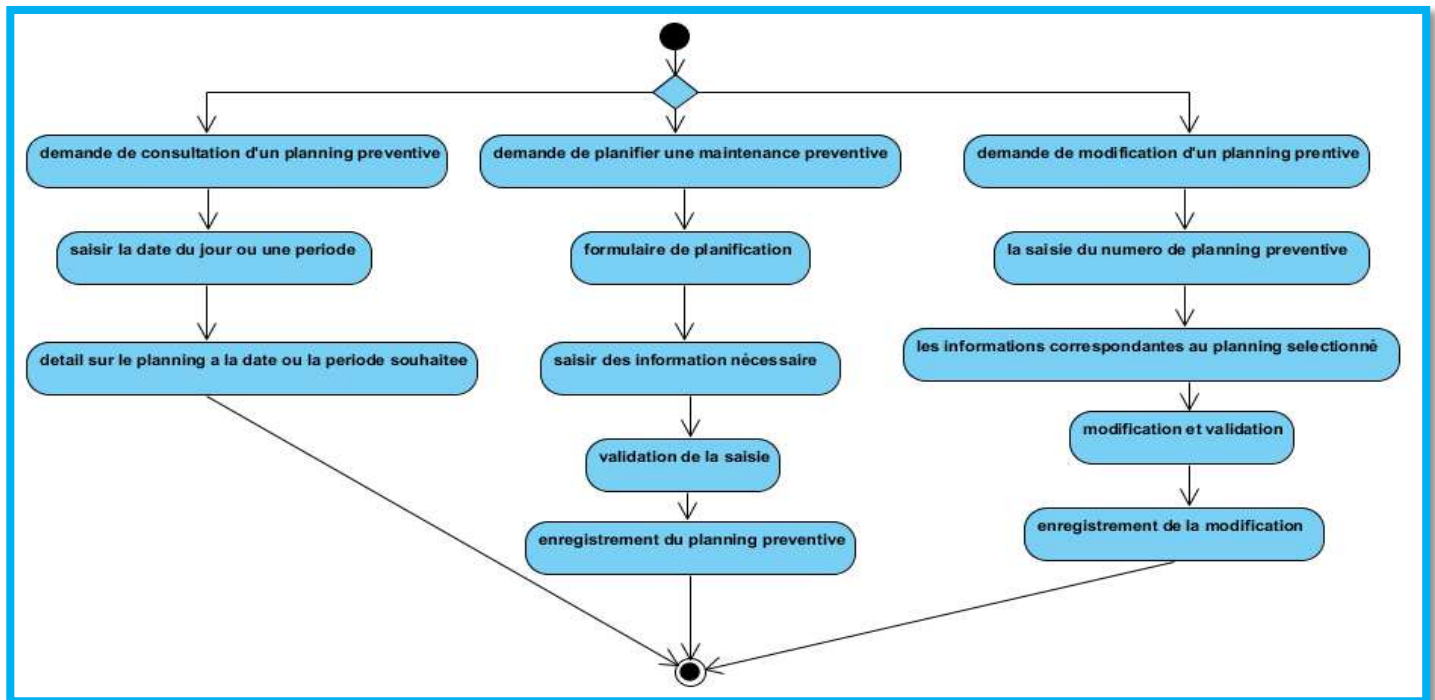 demande de consultation d'un planning preventive
demande de planifier une maintenance preventive
demande de modification d'un planning prentive
saisir la date du jour ou une periode
formulaire de planification
la saisie du numero de planning preventive
detail sur le planning a la date ou la periode souhaitee
saisir des information nécessaire
les informations correspondantes au planning selectionné
modification et validation
validation de la saisie
enregistrement de la modification
enregistrement du planning preventive